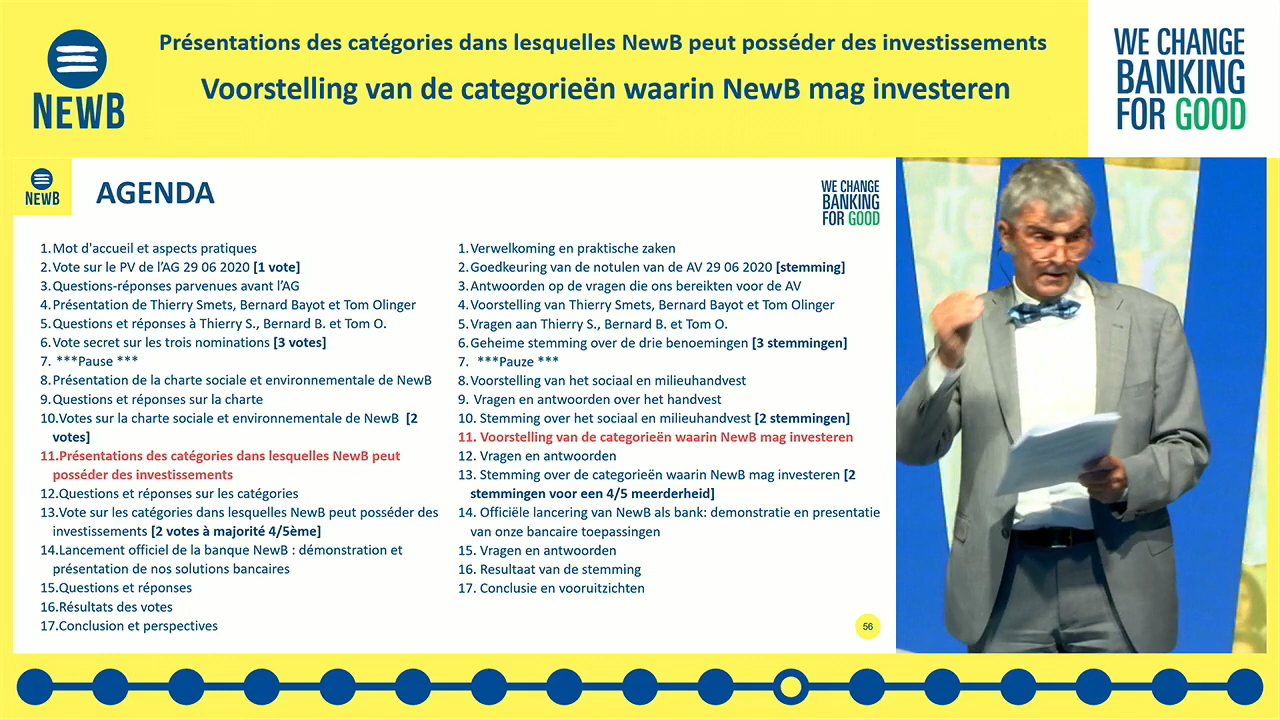 Présentations des catégories dans lesquelles NewB peut posséder des investissements
Voorstelling van de categorieën waarin NewB mag investeren
NEWB
WE CHANGE
BANKING
FOR GOOD
NEWB
AGENDA
WE CHANGE
BANKING
FOR GOOD
1. Mot d'accueil et aspects pratiques
2. Vote sur le PV de l'AG 29 06 2020 [1 vote]
3. Questions-réponses parvenues avant l'AG
4. Présentation de Thierry Smets, Bernard Bayot et Tom Olinger
5. Questions et réponses à Thierry S., Bernard B. et Tom O.
6. Vote secret sur les trois nominations [3 votes]
7. ***Pause ***
8. Présentation de la charte sociale et environnementale de NewB
9. Questions et réponses sur la charte
10.Votes sur la charte sociale et environnementale de NewB [2
votes]
11.Présentations des catégories dans lesquelles NewB peut
posséder des investissements
12.Questions et réponses sur les catégories
13.Vote sur les catégories dans lesquelles NewB peut posséder des
investissements [2 votes à majorité 4/5ème]
14.Lancement officiel de la banque NewB : démonstration et
présentation de nos solutions bancaires
15.Questions et réponses
16.Résultats des votes
17.Conclusion et perspectives
1. Verwelkoming en praktische zaken
2. Goedkeuring van de notulen van de AV 29 06 2020 [stemming]
3. Antwoorden op de vragen die ons bereikten voor de AV
4. Voorstelling van Thierry Smets, Bernard Bayot et Tom Olinger
5. Vragen aan Thierry S., Bernard B. et Tom O.
6. Geheime stemming over de drie benoemingen [3 stemmingen]
7. ***Pauze ***
8. Voorstelling van het sociaal en milieuhandvest
9. Vragen en antwoorden over het handvest
10. Stemming over het sociaal en milieuhandvest [2 stemmingen]
11. Voorstelling van de categorieën waarin NewB mag investeren
12. Vragen en antwoorden
13. Stemming over de categorieën waarin NewB mag investeren [2
stemmingen voor een 4/5 meerderheid]
14. Officiële lancering van NewB als bank: demonstratie en presentatie
van onze bancaire toepassingen
15. Vragen en antwoorden
16. Resultaat van de stemming
17. Conclusie en vooruitzichten
56